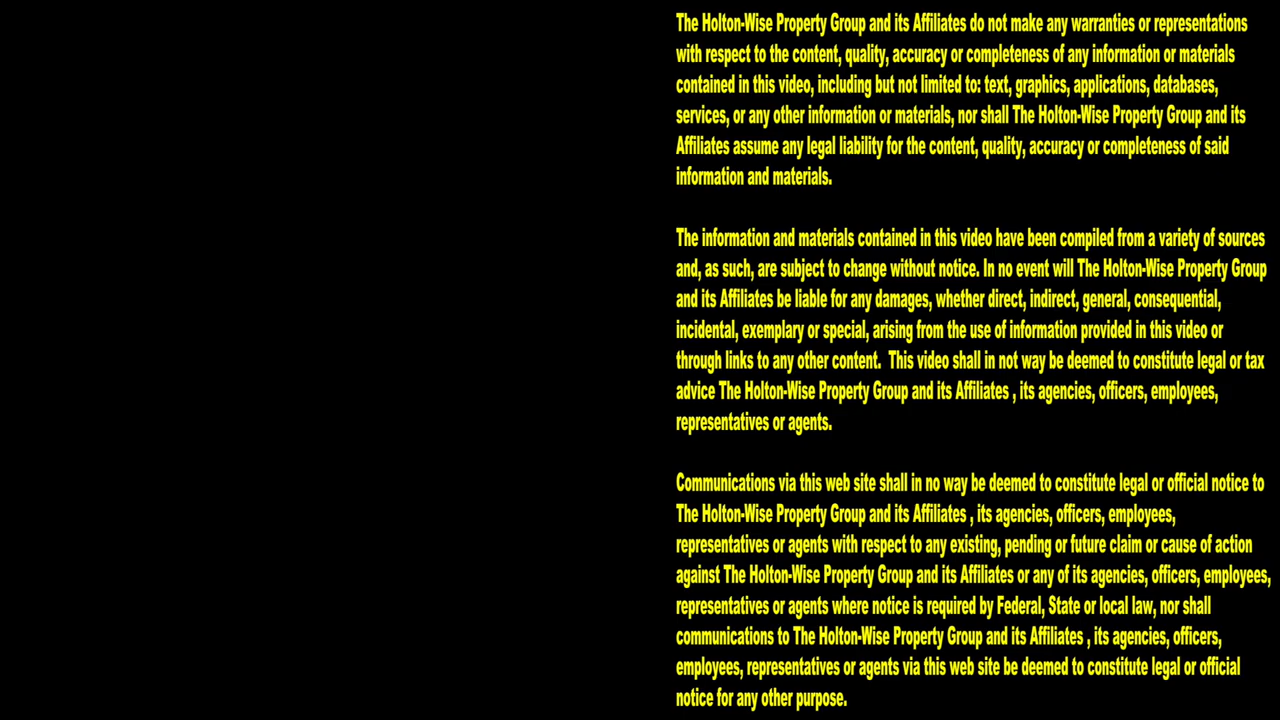 The Holton-Wise Property Group and its Affiliates do not make any warranties or representations
with respect to the content, quality, accuracy or completeness of any information or materials
contained in this video, including but not limited to: text, graphics, applications, databases,
services, or any other information or materials, nor shall The Holton-Wise Property Group and its
Affiliates assume any legal liability for the content, quality, accuracy or completeness of said
information and materials.
The information and materials contained in this video have been compiled from a variety of sources
and, as such, are subject to change without notice. In no event will The Holton-Wise Property Group
and its Affiliates be liable for any damages, whether direct, indirect, general, consequential,
incidental, exemplary or special, arising from the use of information provided in this video or
through links to any other content.  This video shall in not way be deemed to constitute legal or tax
advice The Holton-Wise Property Group and its Affiliates , its agencies, officers, employees,
representatives or agents.
Communications via this web site shall in no way be deemed to constitute legal or official notice to
The Holton-Wise Property Group and its Affiliates , its agencies, officers, employees,
representatives or agents with respect to any existing, pending or future claim or cause of action
against The Holton-Wise Property Group and its Affiliates or any of its agencies, officers, employees,
representatives or agents where notice is required by Federal, State or local law, nor shall
communications to The Holton-Wise Property Group and its Affiliates , its agencies, officers,
employees, representatives or agents via this web site be deemed to constitute legal or official
notice for any other purpose.